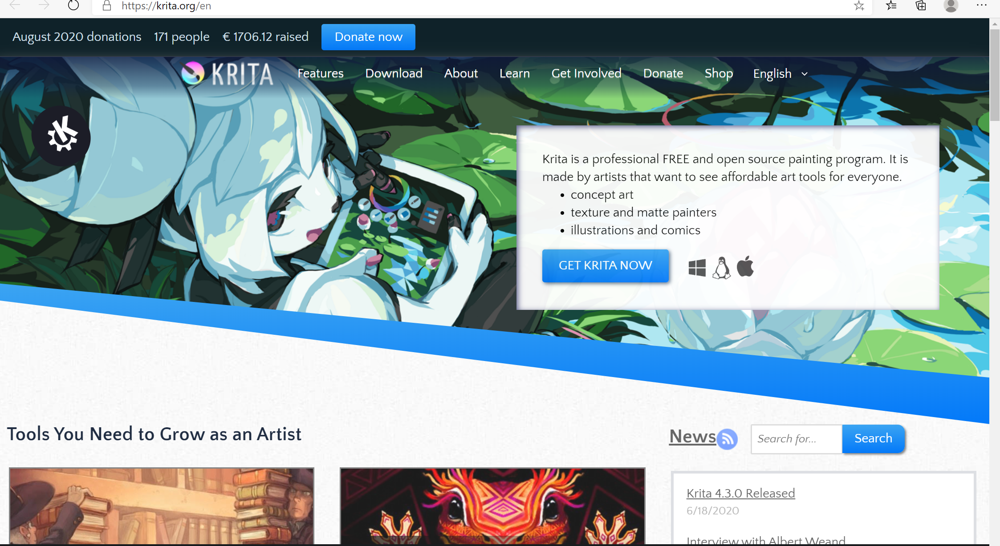 https://krita.org/en
August 2020 donations 171 people € 1706.12 raised Donate now
KRITA Features Download About Learn Get Involved Donate Shop English
Krita is a professional FREE and open source painting program. It is
made by artists that want to see affordable art tools for everyone.
• concept art
• texture and matte painters
• illustrations and comics
GET KRITA NOW
Tools You Need to Grow as an Artist
News Search for... Search
Krita 4.3.0 Released
6/18/2020
Interview with Albert Weand